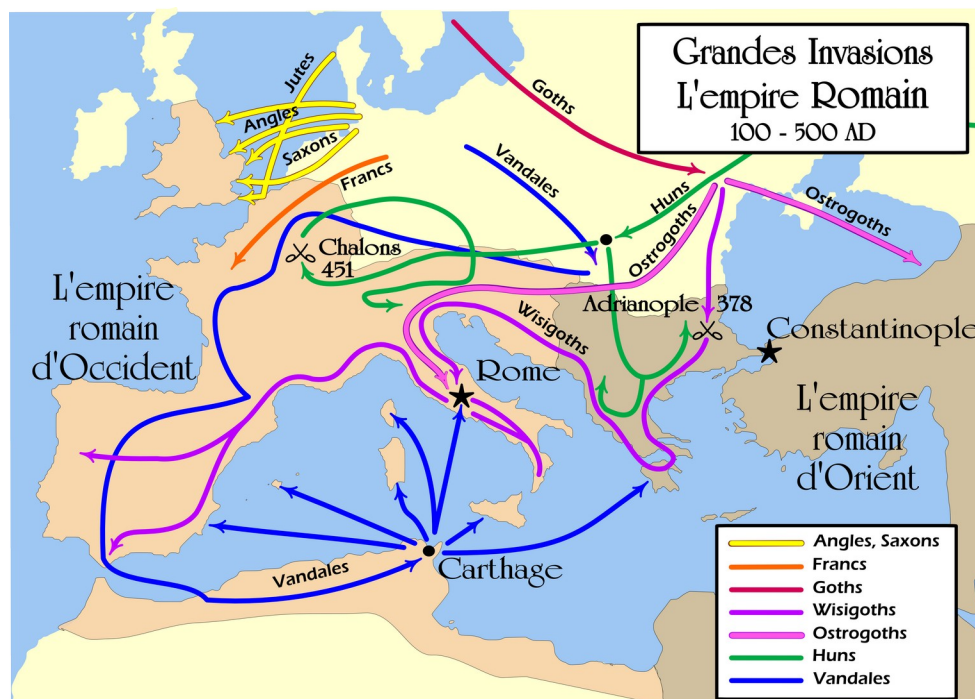 Grandes Invasions
L'empire Romain
100 - 500 AD
Jutes
Angles
Saxons
Goths
Francs
Vandales
Huns
Ostrogoths
Ostrogoths
Chalons
451
Adrianople 378
L'empire
romain
d'Occident
Wisigoths
Constantinople
Rome
L'empire
romain
d'Orient
Vandales
Carthage
Angles, Saxons
Francs
Goths
Wisigoths
Ostrogoths
Huns
Vandales